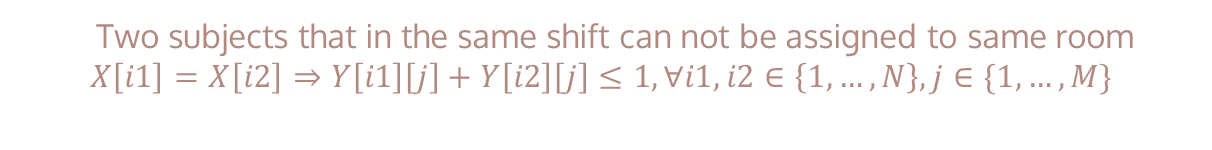 Two subjects that in the same shift can not be assigned to same room
𝑋[𝑖1] = 𝑋[𝑖2] ⇒ 𝑌[𝑖1][𝑗] + 𝑌[𝑖2][𝑗] ≤ 1, ∀𝑖1, 𝑖2 ∈ {1, … , 𝑁}, 𝑗 ∈ {1, … , 𝑀}